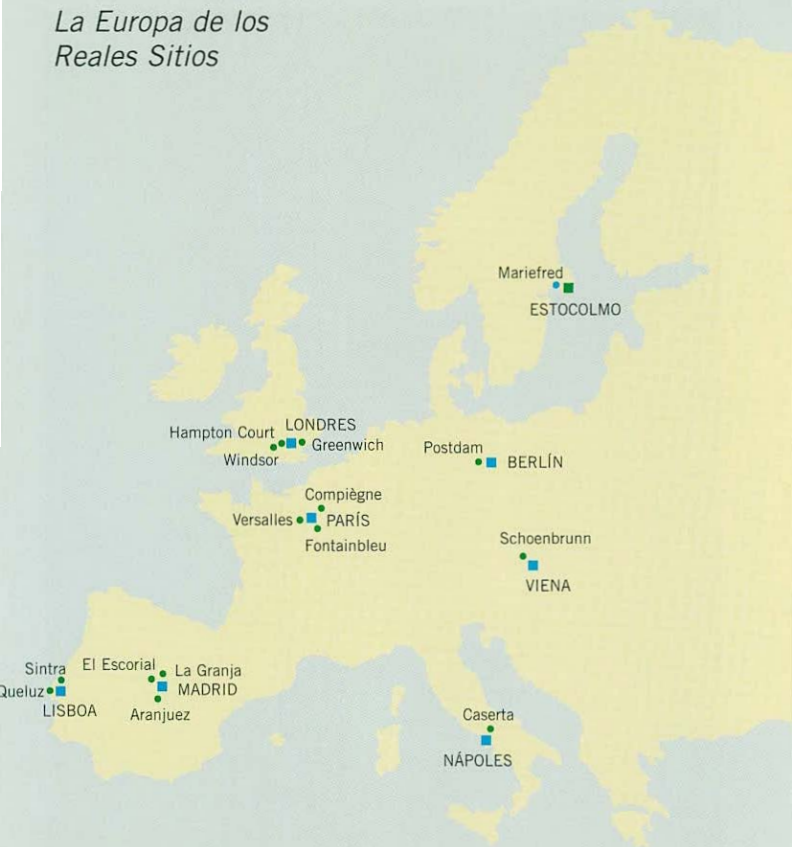 La Europa de los
Reales Sitios
Mariefred
ESTOCOLMO
Hampton Court
LONDRES
Greenwich
Windsor
Postdam
BERLÍN
Compiègne
Versalles
PARÍS
Fontainbleu
Schoenbrunn
VIENA
Sintra
El Escorial
La Granja
Queluz
MADRID
LISBOA
Aranjuez
Caserta
NÁPOLES